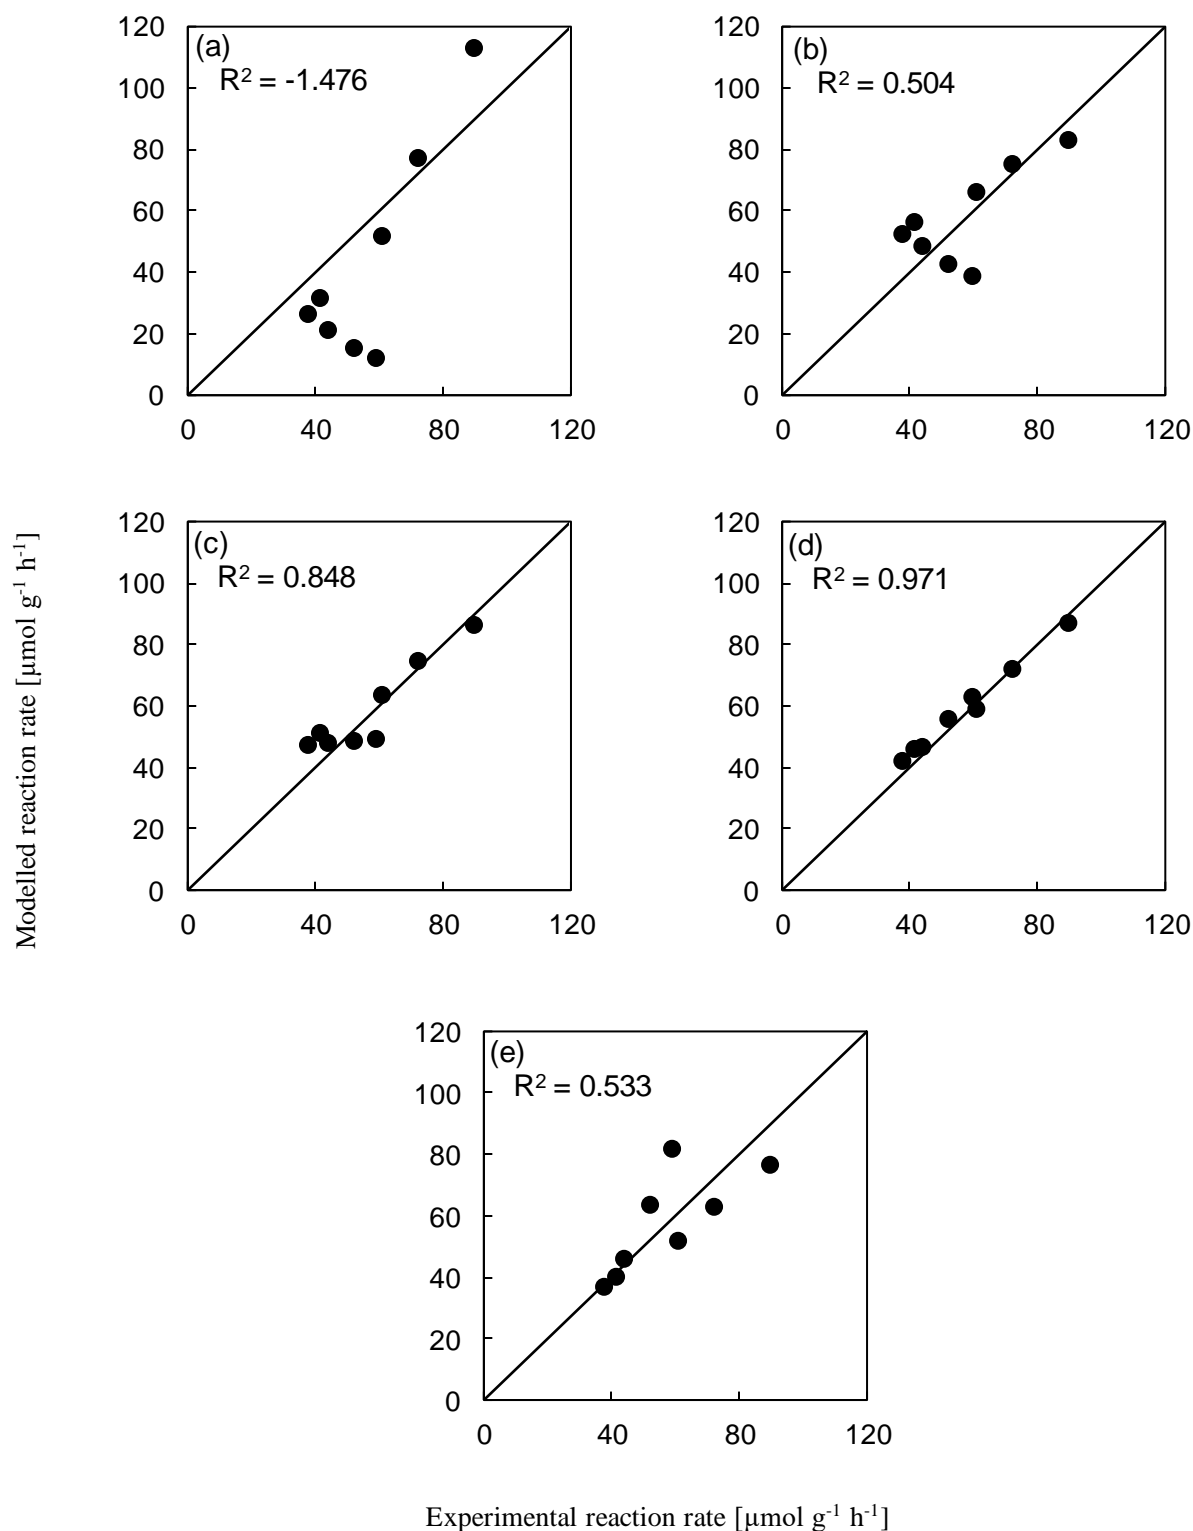 120
100
80
60
40
20
0
0 40 80 120
(a)
R² = -1.476
120
100
80
60
40
20
0
0 40 80 120
(b)
R² = 0.504
Modelled reaction rate [µmol g⁻¹ h⁻¹]
120
100
80
60
40
20
0
0 40 80 120
(c)
R² = 0.848
120
100
80
60
40
20
0
0 40 80 120
(d)
R² = 0.971
120
100
80
60
40
20
0
0 40 80 120
(e)
R² = 0.533
Experimental reaction rate [µmol g⁻¹ h⁻¹]